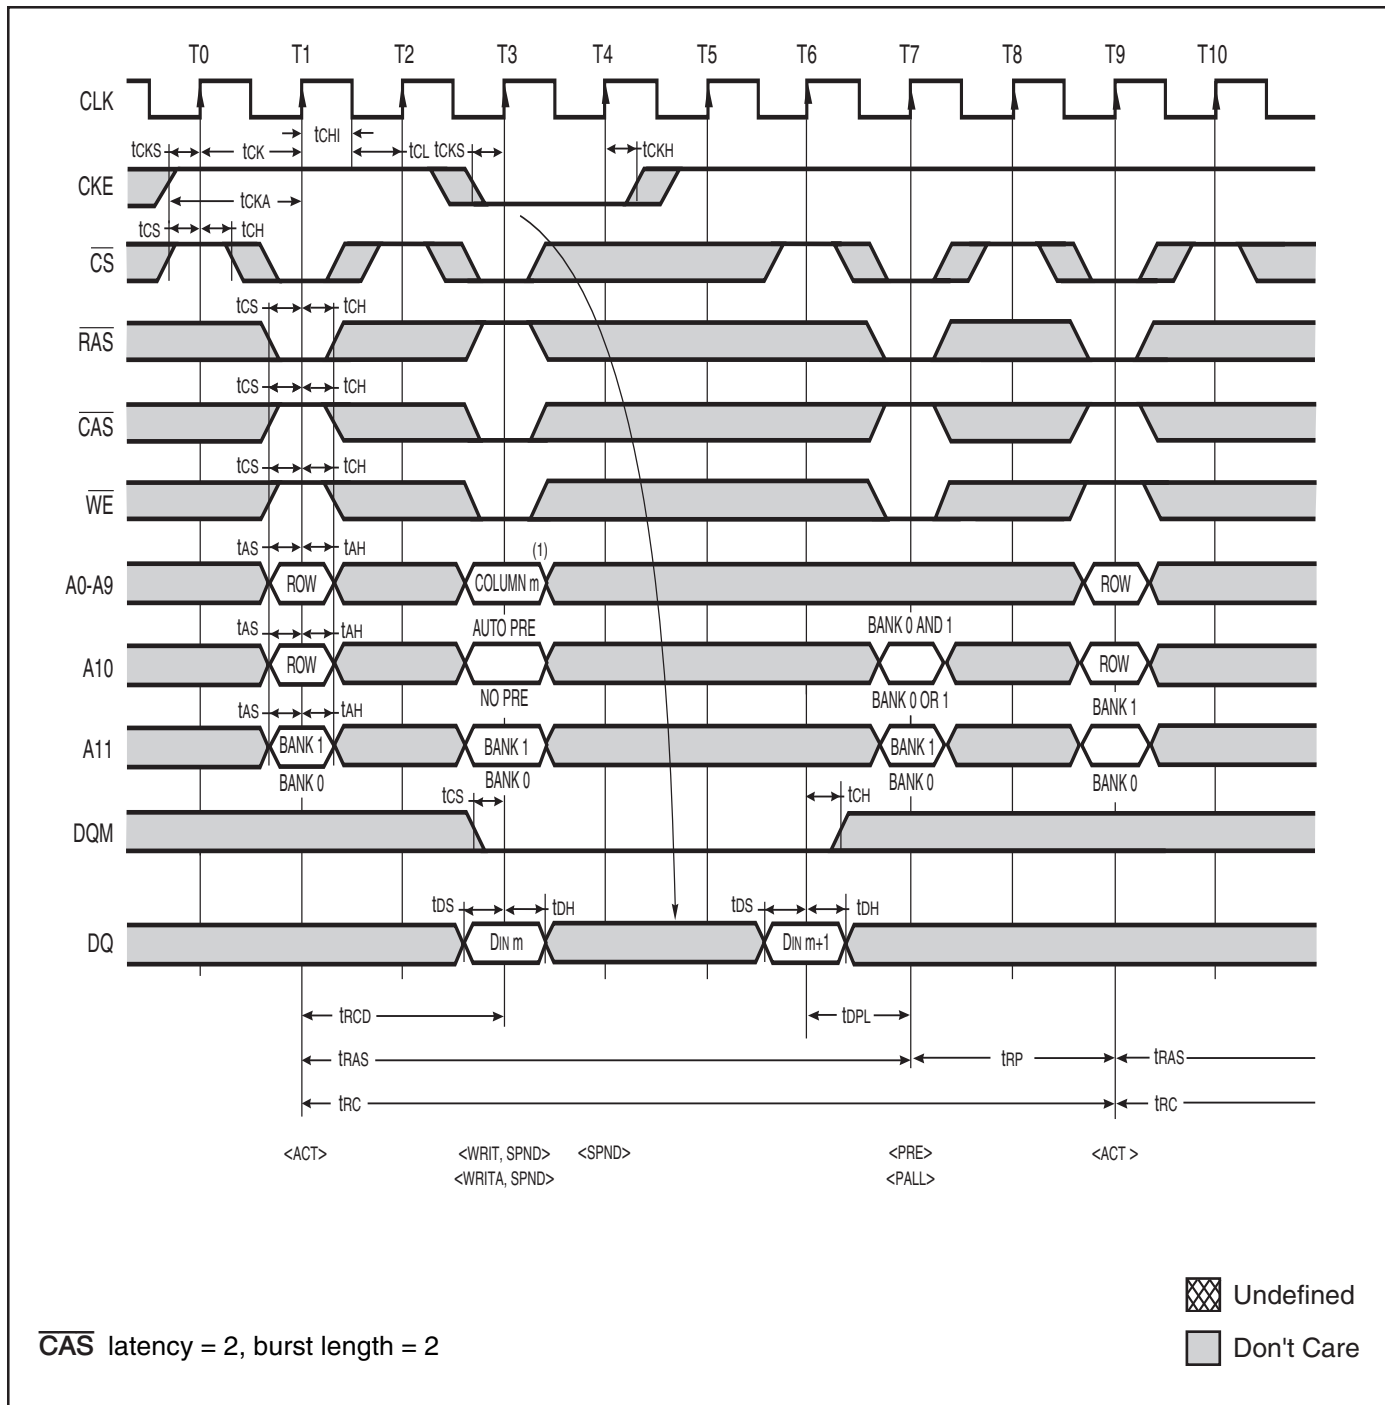 T0 T1 T2 T3 T4 T5 T6 T7 T8 T9 T10
CLK
tCHI
tCKS tCK tCL tCKS tCKH
CKE
tCKA
tCS tCH
CS
tCS tCH
RAS
tCS tCH
CAS
tCS tCH
WE
tAS tAH (1)
A0-A9 ROW COLUMN m ROW
tAS tAH AUTO PRE BANK 0 AND 1
A10 ROW ROW
NO PRE BANK 0 OR 1 BANK 1
tAS tAH
A11 BANK 1 BANK 1 BANK 1
BANK 0 BANK 0 BANK 0 BANK 0
tCS tCH
DQM
tDS tDH tDS tDH
DQ DIN m DIN m+1
tRCD tDPL
tRAS tRP tRAS
tRC tRC
<ACT> <WRIT, SPND> <SPND> <PRE> <ACT >
<WRITA, SPND> <PALL>
Undefined
CAS latency = 2, burst length = 2
Don't Care